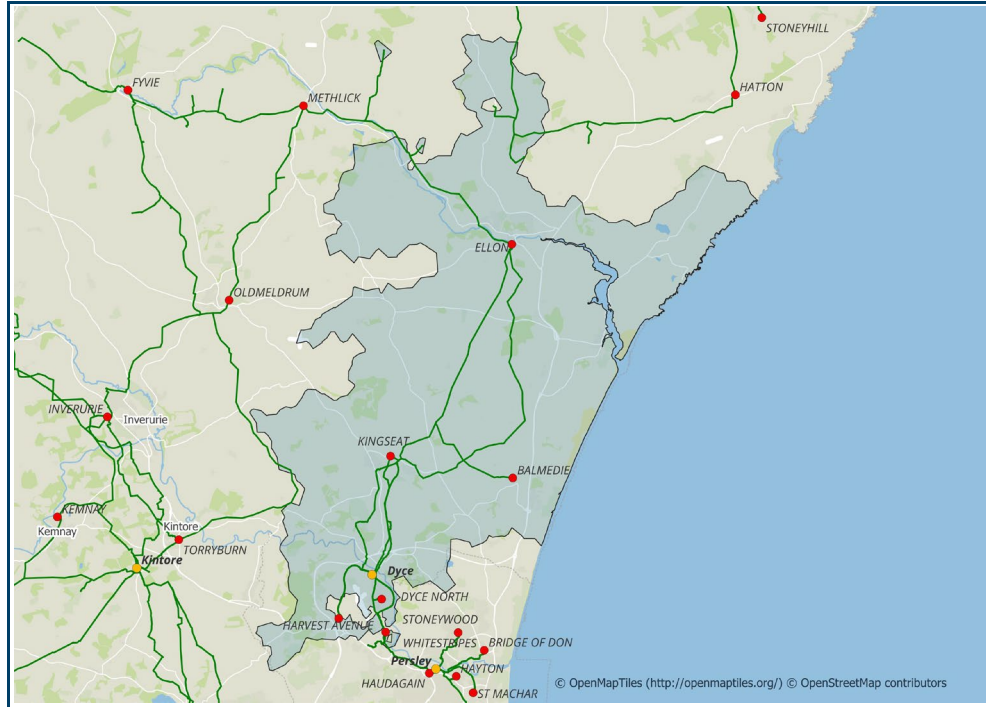 STONEYHILL
FYVIE
HATTON
METHLICK
ELLON
OLDMELDRUM
INVERURIE
Inverurie
KINGSEAT
BALMEDIE
KEMNAY
Kemnay
Kintore
TORRYBURN
Kintore
Dyce
DYCE NORTH
HARVEST AVENUE
STONEYWOOD
WHITESTRIPES
BRIDGE OF DON
Persley
HAYTON
HAUDAGAIN
ST MACHAR
© OpenMapTiles (http://openmaptiles.org/) © OpenStreetMap contributors